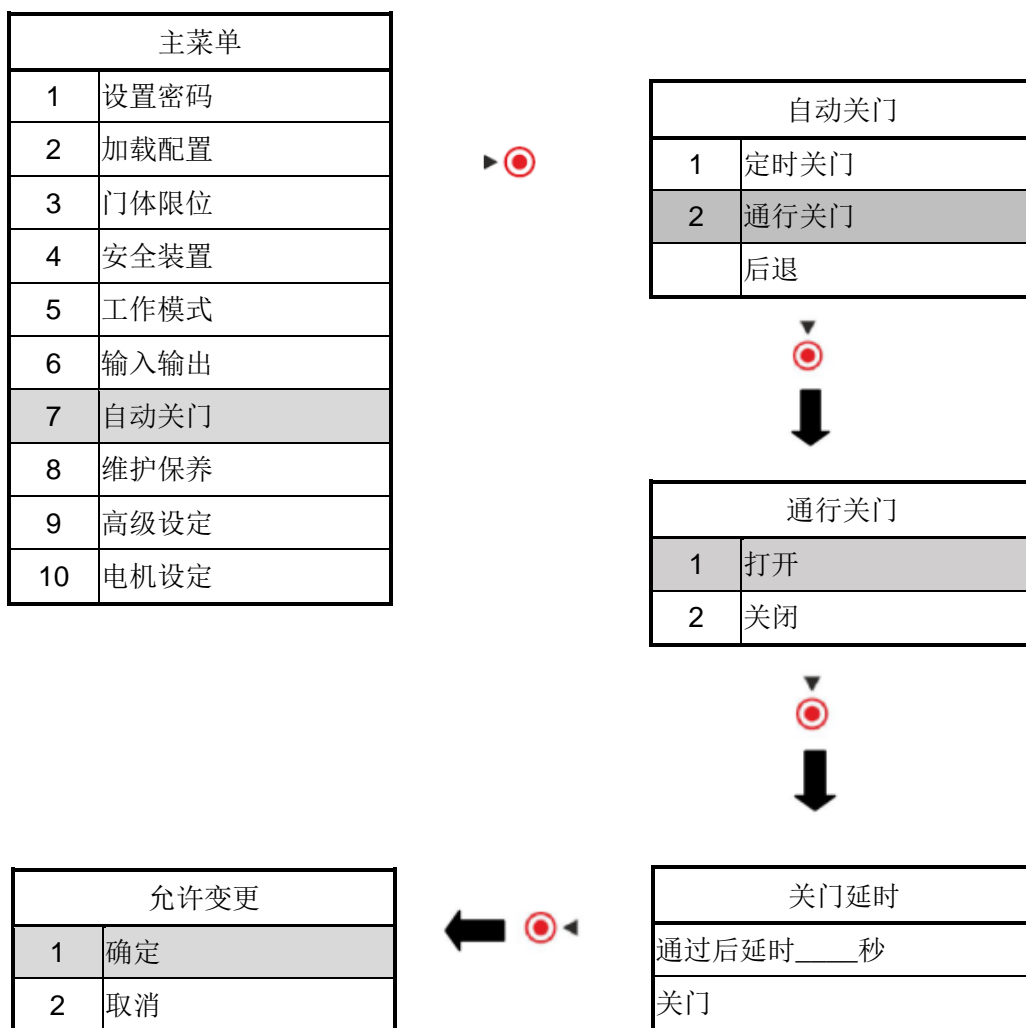 主菜单
1 设置密码
2 加载配置
3 门体限位
4 安全装置
5 工作模式
6 输入输出
7 自动关门
8 维护保养
9 高级设定
10 电机设定
自动关门
1 定时关门
2 通行关门
后退
通行关门
1 打开
2 关闭
关门延时
通过后延时____秒
关门
允许变更
1 确定
2 取消